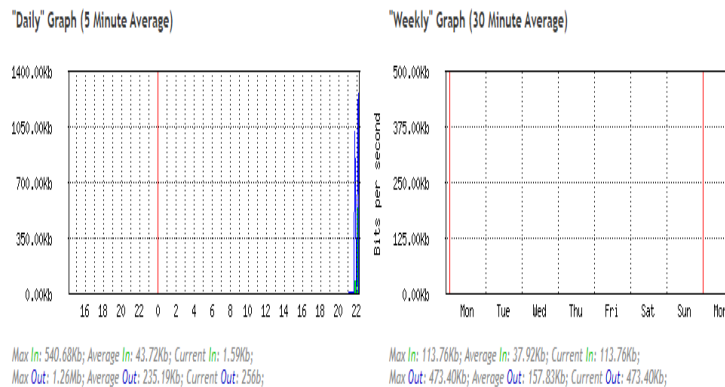 "Daily" Graph (5 Minute Average)
1400.00Kb
1050.00Kb
700.00Kb
350.00Kb
0.00Kb
16 18 20 22 0 2 4 6 8 10 12 14 16 18 20 22
Max In: 540.68Kb; Average In: 43.72Kb; Current In: 1.59Kb;
Max Out: 1.26Mb; Average Out: 235.19Kb; Current Out: 256b;
"Weekly" Graph (30 Minute Average)
Bits per second
500.00Kb
375.00Kb
250.00Kb
125.00Kb
0.00Kb
Mon Tue Wed Thu Fri Sat Sun Mon
Max In: 113.76Kb; Average In: 37.92Kb; Current In: 113.76Kb;
Max Out: 473.40Kb; Average Out: 157.83Kb; Current Out: 473.40Kb;